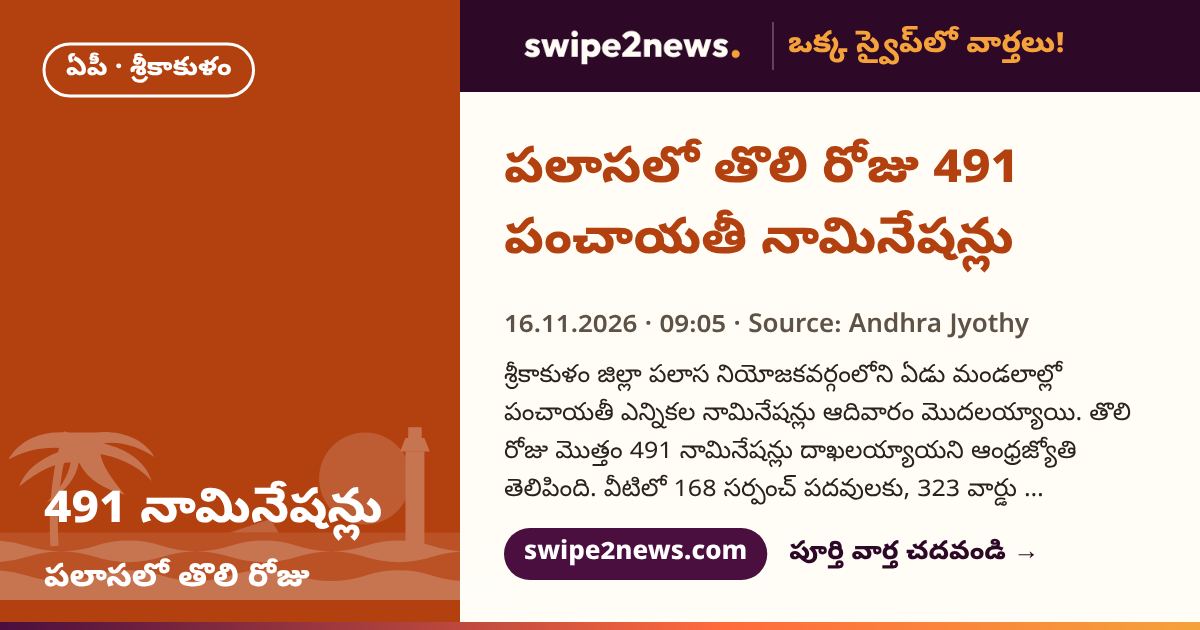 ఏపీ · శ్రీకాకుళం
491 నామినేషన్లు
పలాసలో తొలి రోజు
swipe2news. ఒక్క స్వైప్‌లో వార్తలు!
పలాసలో తొలి రోజు 491
పంచాయతీ నామినేషన్లు
16.11.2026 · 09:05 · Source: Andhra Jyothy
శ్రీకాకుళం జిల్లా పలాస నియోజకవర్గంలోని ఏడు మండలాల్లో
పంచాయతీ ఎన్నికల నామినేషన్లు ఆదివారం మొదలయ్యాయి. తొలి
రోజు మొత్తం 491 నామినేషన్లు దాఖలయ్యాయని ఆంధ్రజ్యోతి
తెలిపింది. వీటిలో 168 సర్పంచ్ పదవులకు, 323 వార్డు ...
swipe2news.com పూర్తి వార్త చదవండి →